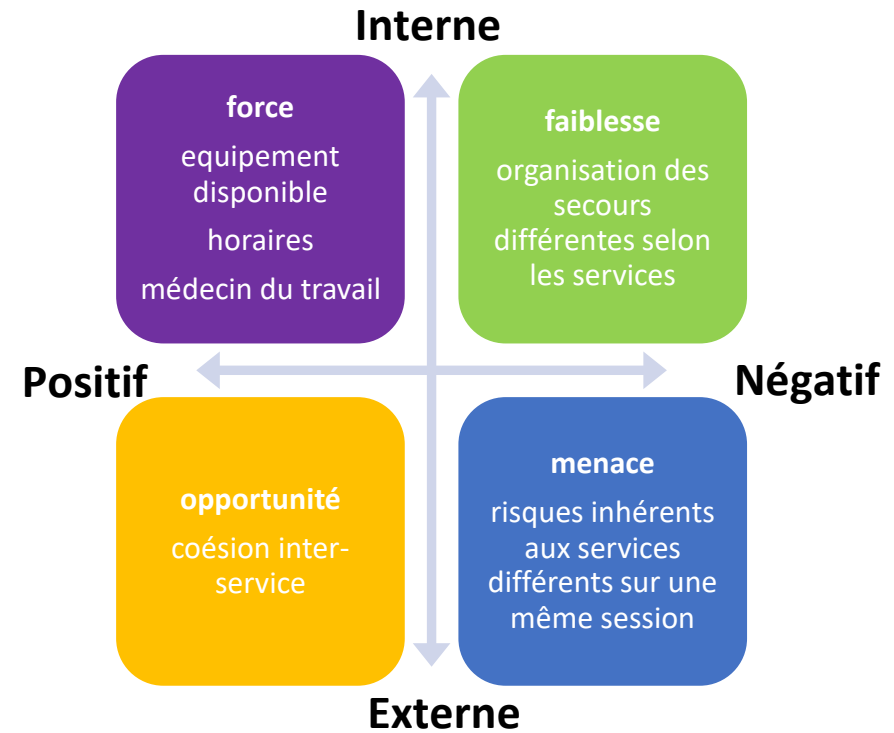 Interne
force
equipement
disponible
horaires
médecin du travail
faiblesse
organisation des
secours
différentes selon
les services
Positif
Négatif
opportunité
coésion inter-
service
menace
risques inhérents
aux services
différents sur une
même session
Externe